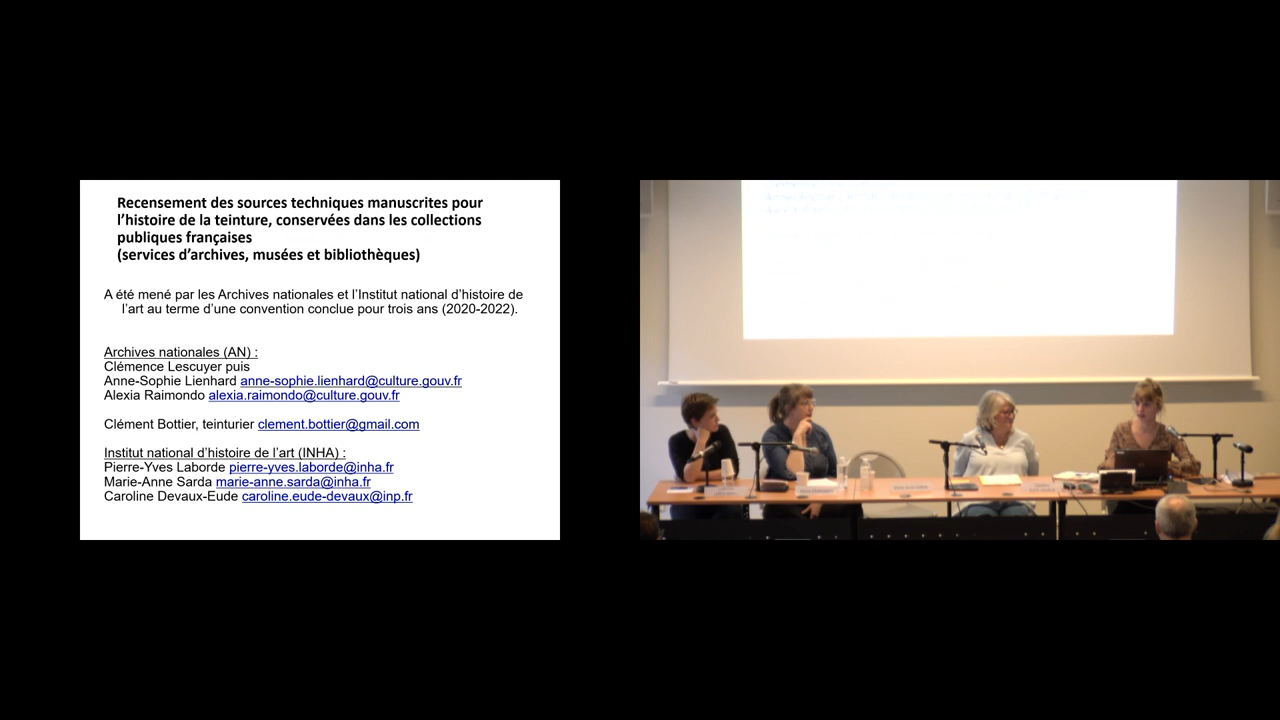 Recensement des sources techniques manuscrites pour
l'histoire de la teinture, conservées dans les collections
publiques françaises
(services d'archives, musées et bibliothèques)
A été mené par les Archives nationales et l'Institut national d'histoire de
l'art au terme d'une convention conclue pour trois ans (2020-2022).
Archives nationales (AN) :
Clémence Lescuyer puis
Anne-Sophie Lienhard anne-sophie.lienhard@culture.gouv.fr
Alexia Raimondo alexia.raimondo@culture.gouv.fr
Clément Bottier, teinturier clement.bottier@gmail.com
Institut national d'histoire de l'art (INHA) :
Pierre-Yves Laborde pierre-yves.laborde@inha.fr
Marie-Anne Sarda marie-anne.sarda@inha.fr
Caroline Devaux-Eude caroline.eude-devaux@inp.fr